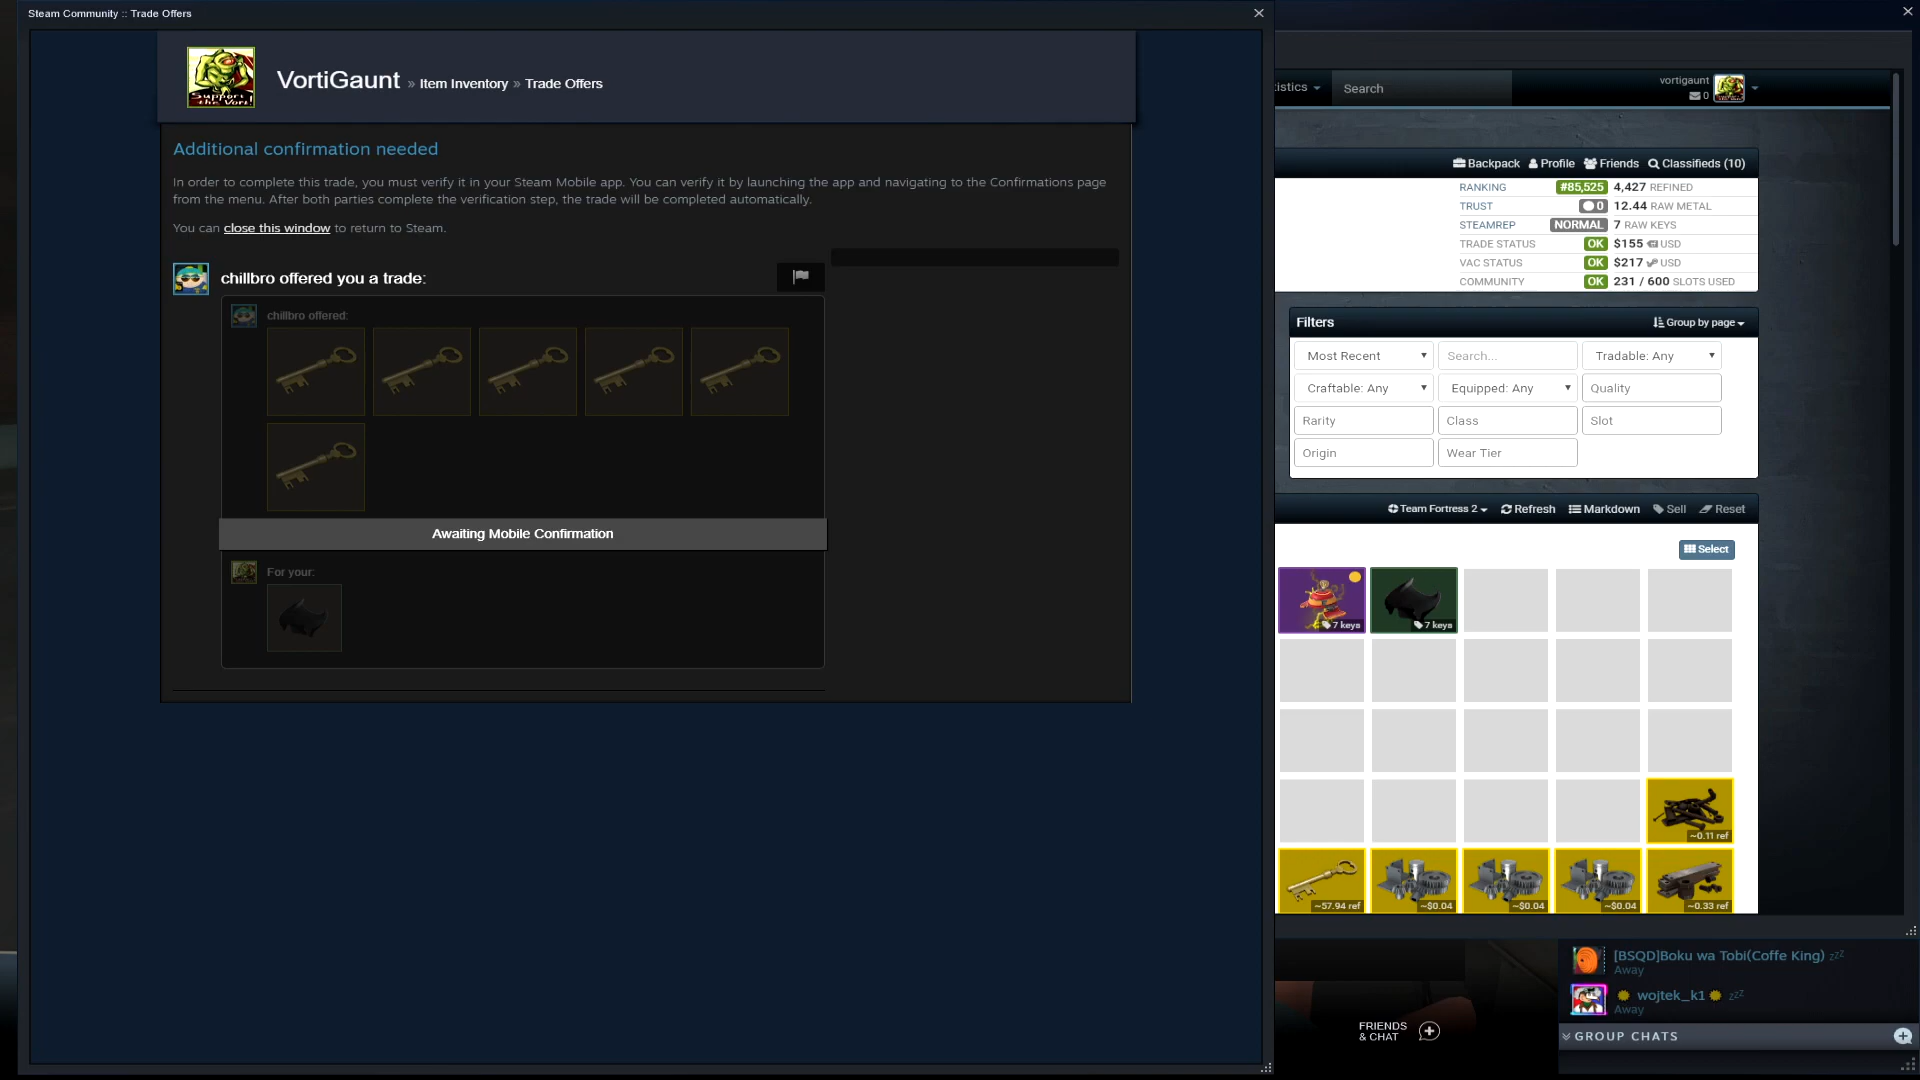 Steam Community :: Trade Offers
VortiGaunt » Item Inventory » Trade Offers
Support the Vort!
Additional confirmation needed
In order to complete this trade, you must verify it in your Steam Mobile app. You can verify it by launching the app and navigating to the Confirmations page
from the menu. After both parties complete the verification step, the trade will be completed automatically.
You can close this window to return to Steam.
chillbro offered you a trade:
chillbro offered:
Awaiting Mobile Confirmation
For your:
tistics
Search
vortigaunt
0
Backpack Profile Friends Classifieds (10)
RANKING #85,525 4,427 REFINED
TRUST 0 12.44 RAW METAL
STEAMREP NORMAL 7 RAW KEYS
TRADE STATUS OK $155 USD
VAC STATUS OK $217 USD
COMMUNITY OK 231 / 600 SLOTS USED
Filters Group by page
Most Recent Search... Tradable: Any
Craftable: Any Equipped: Any Quality
Rarity Class Slot
Origin Wear Tier
Team Fortress 2 Refresh Markdown Sell Reset
Select
7 keys 7 keys
~0.11 ref
~57.94 ref ~$0.04 ~$0.04 ~$0.04 ~0.33 ref
[BSQD]Boku wa Tobi(Coffe King) zzz
Away
wojtek_k1 zzz
Away
FRIENDS
& CHAT
GROUP CHATS